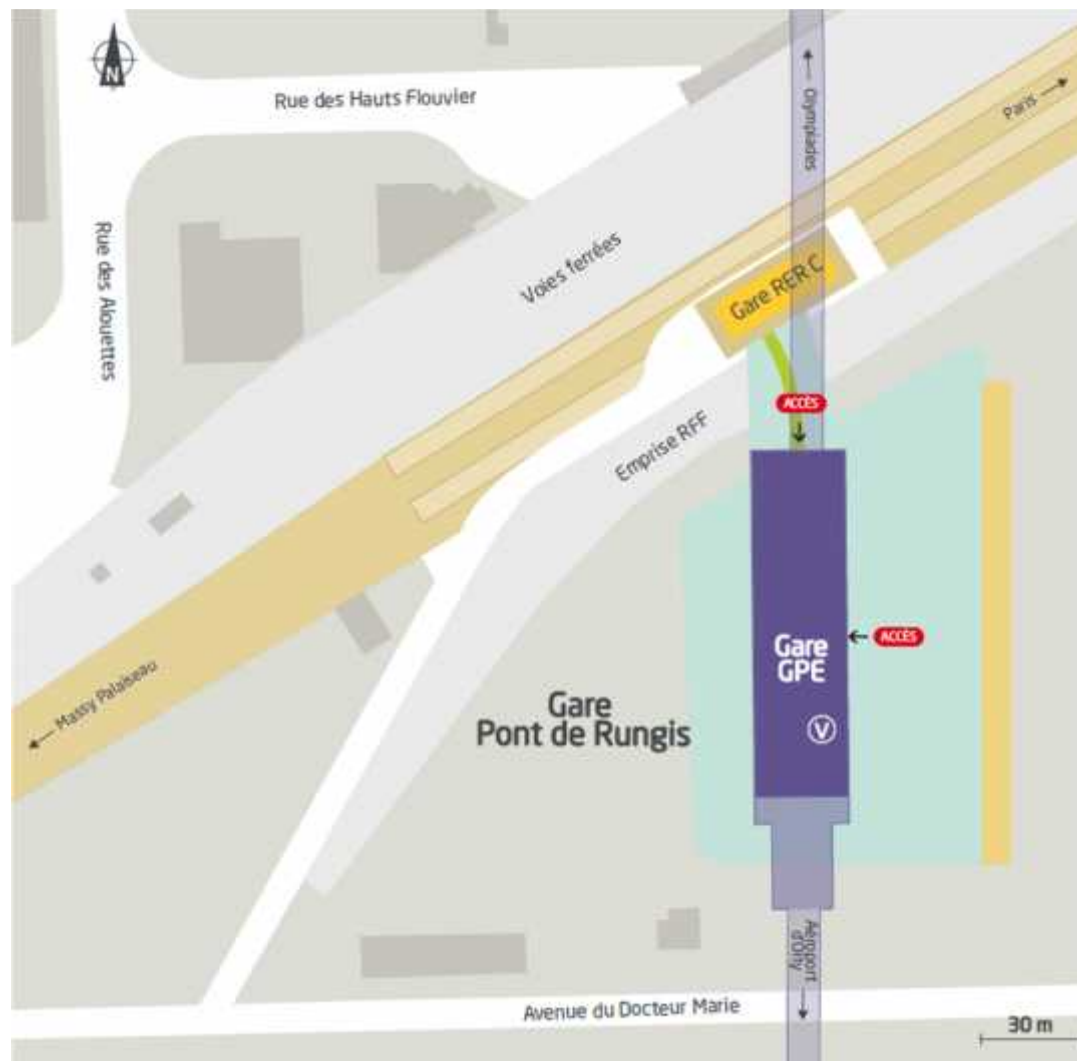 N
Rue des Hauts Flouvier
Olympiades
Paris
Rue des Alouettes
Voies ferrées
Gare RER C
ACCÈS
Emprise RFF
ACCÈS
Gare
GPE
Massy Palaiseau
Gare
Pont de Rungis
V
Aéroport
d'Orly
Avenue du Docteur Marie
30 m